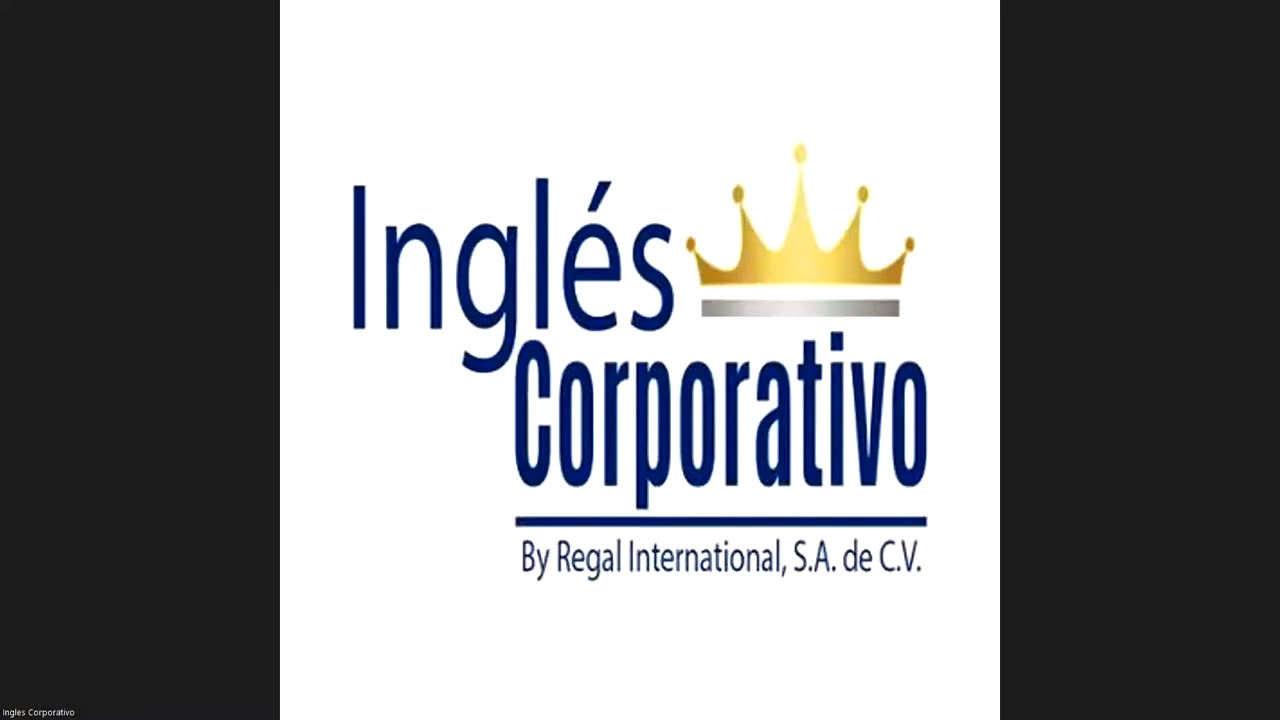 Inglés
Corporativo
By Regal International, S.A. de C.V.
Ingles Corporativo